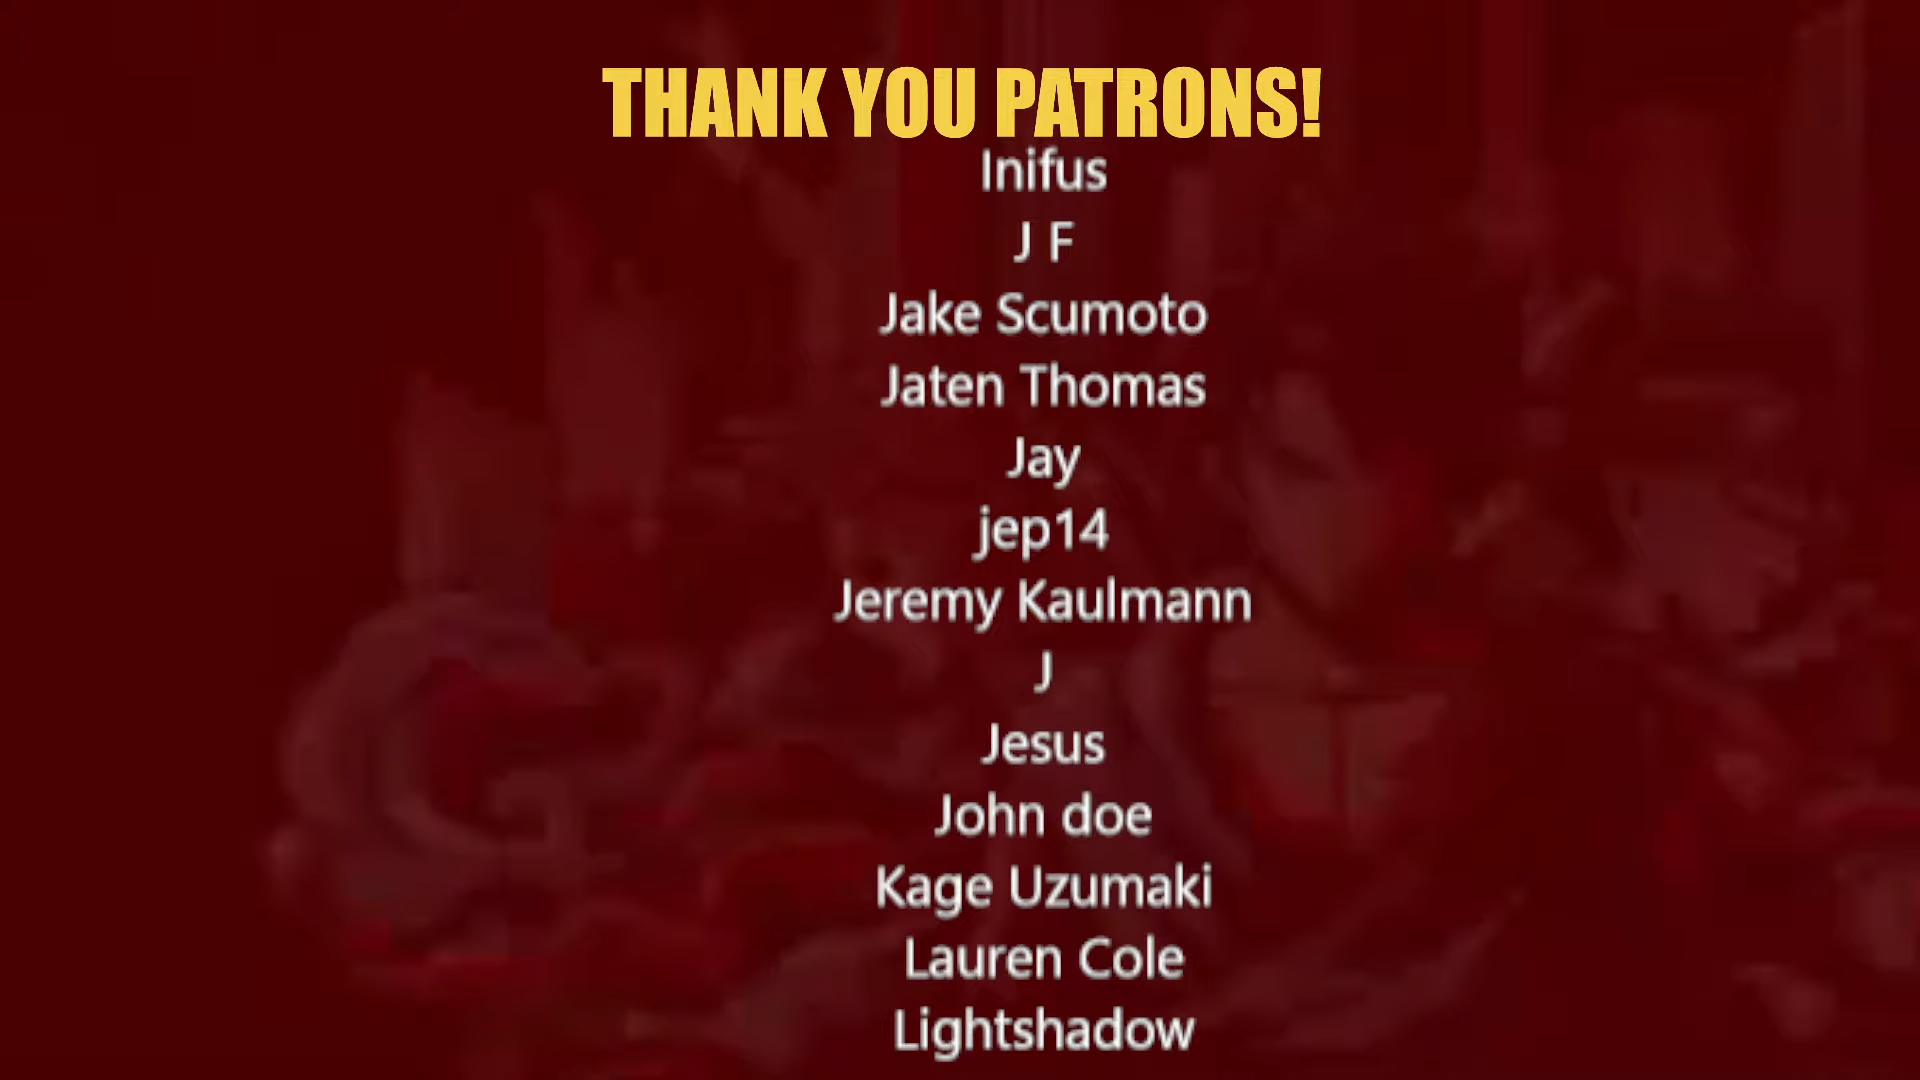 THANK YOU PATRONS!
Inifus
J F
Jake Scumoto
Jaten Thomas
Jay
jep14
Jeremy Kaulmann
J
Jesus
John doe
Kage Uzumaki
Lauren Cole
Lightshadow